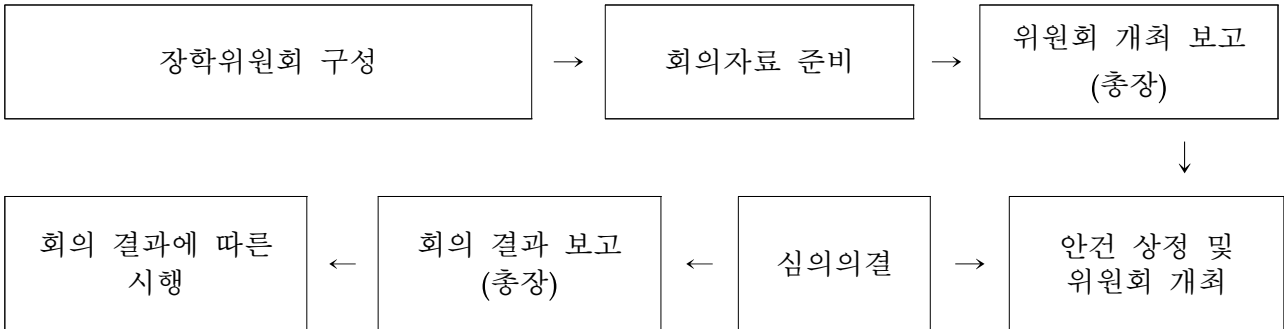 장학위원회 구성 → 회의자료 준비 → 위원회 개최 보고
(총장)
↓
회의 결과에 따른
시행 ← 회의 결과 보고
(총장) ← 심의의결 → 안건 상정 및
위원회 개최